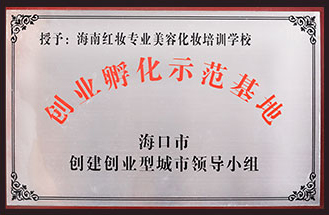 授予：海南红妆专业美容化妆培训学校
创业孵化示范基地
海口市
创建创业型城市领导小组